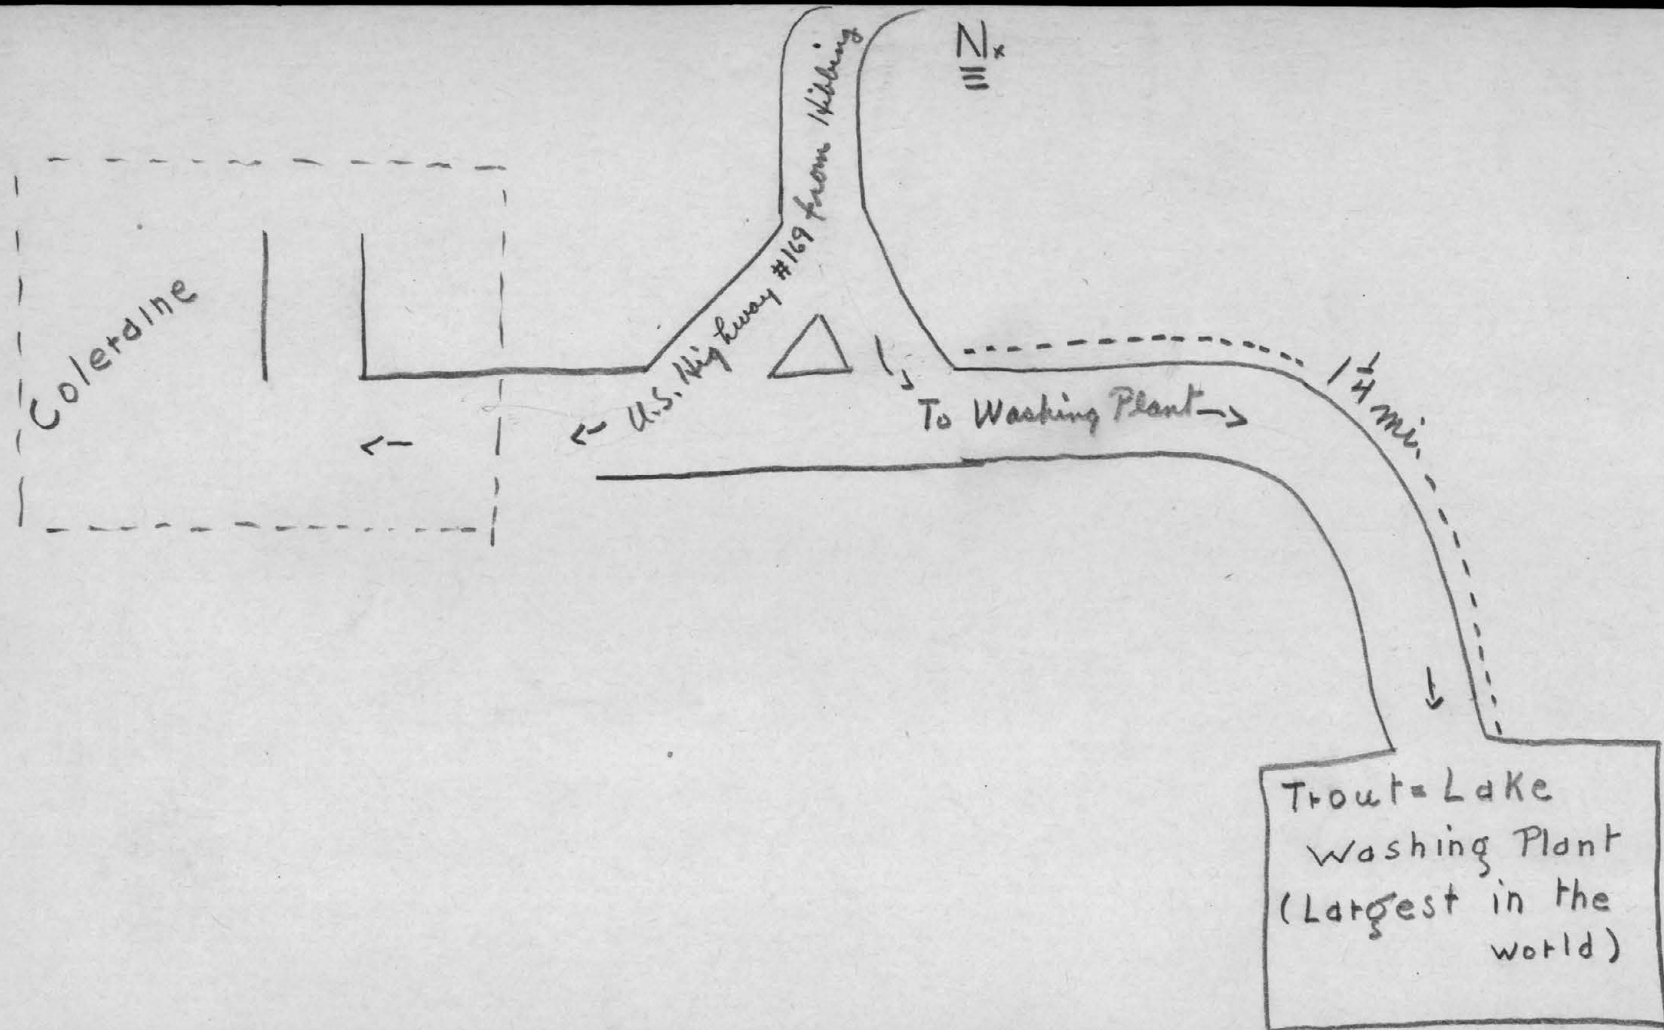 N.
U.S. Highway #169 from Hibbing
Coleraine
To Washing Plant
1 1/4 mi.
Trout = Lake
Washing Plant
(Largest in the
world)